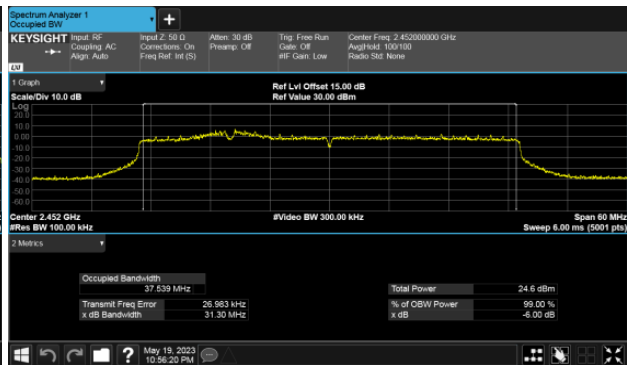 Spectrum Analyzer 1
Occupied BW
+
KEYSIGHT Input: RF Input Z: 50 Ω Atten: 30 dB Trig: Free Run Center Freq: 2.452000000 GHz
Coupling: AC Corrections: On Preamp: Off Gate: Off Avg|Hold: 100/100
Align: Auto Freq Ref: Int (S) #IF Gain: Low Radio Std: None
1 Graph
Ref Lvl Offset 15.00 dB
Scale/Div 10.0 dB Ref Value 30.00 dBm
Log
20.0
10.0
0.00
-10.0
-20.0
-30.0
-40.0
-50.0
-60.0
Center 2.452 GHz #Video BW 300.00 kHz Span 60 MHz
#Res BW 100.00 kHz Sweep 6.00 ms (5001 pts)
2 Metrics
Occupied Bandwidth
37.539 MHz Total Power 24.6 dBm
Transmit Freq Error 26.983 kHz % of OBW Power 99.00 %
x dB Bandwidth 31.30 MHz x dB -6.00 dB
? May 19, 2023
10:56:20 PM